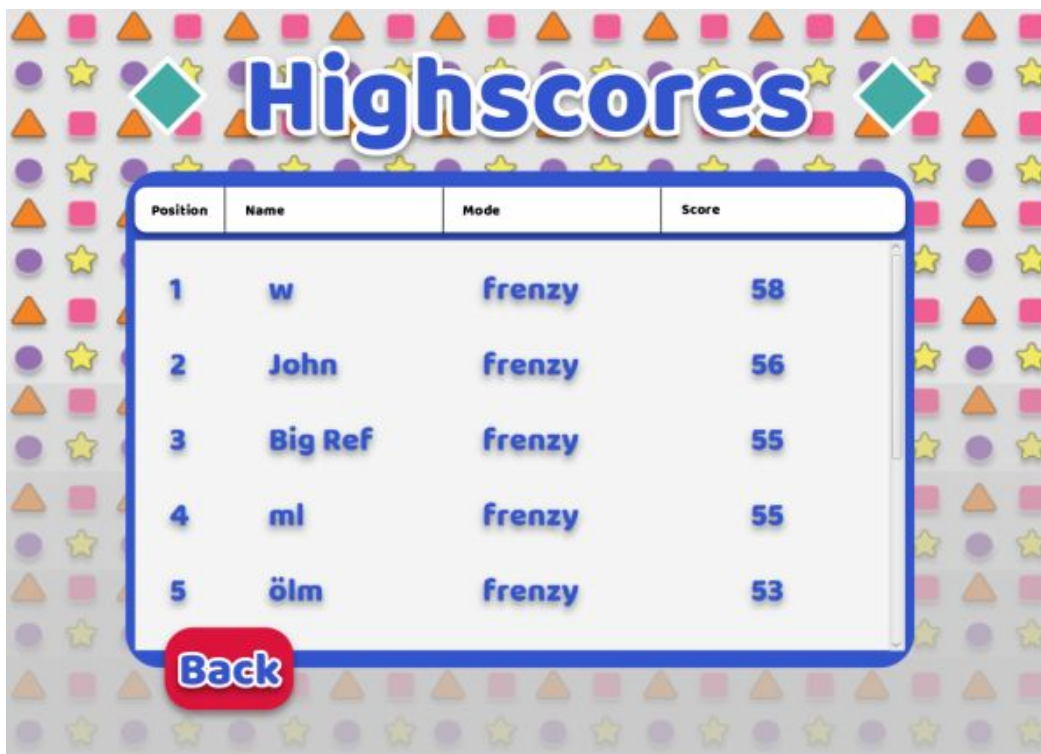 Highscores
Position Name Mode Score
1 w frenzy 58
2 John frenzy 56
3 Big Ref frenzy 55
4 ml frenzy 55
5 ölm frenzy 53
Back